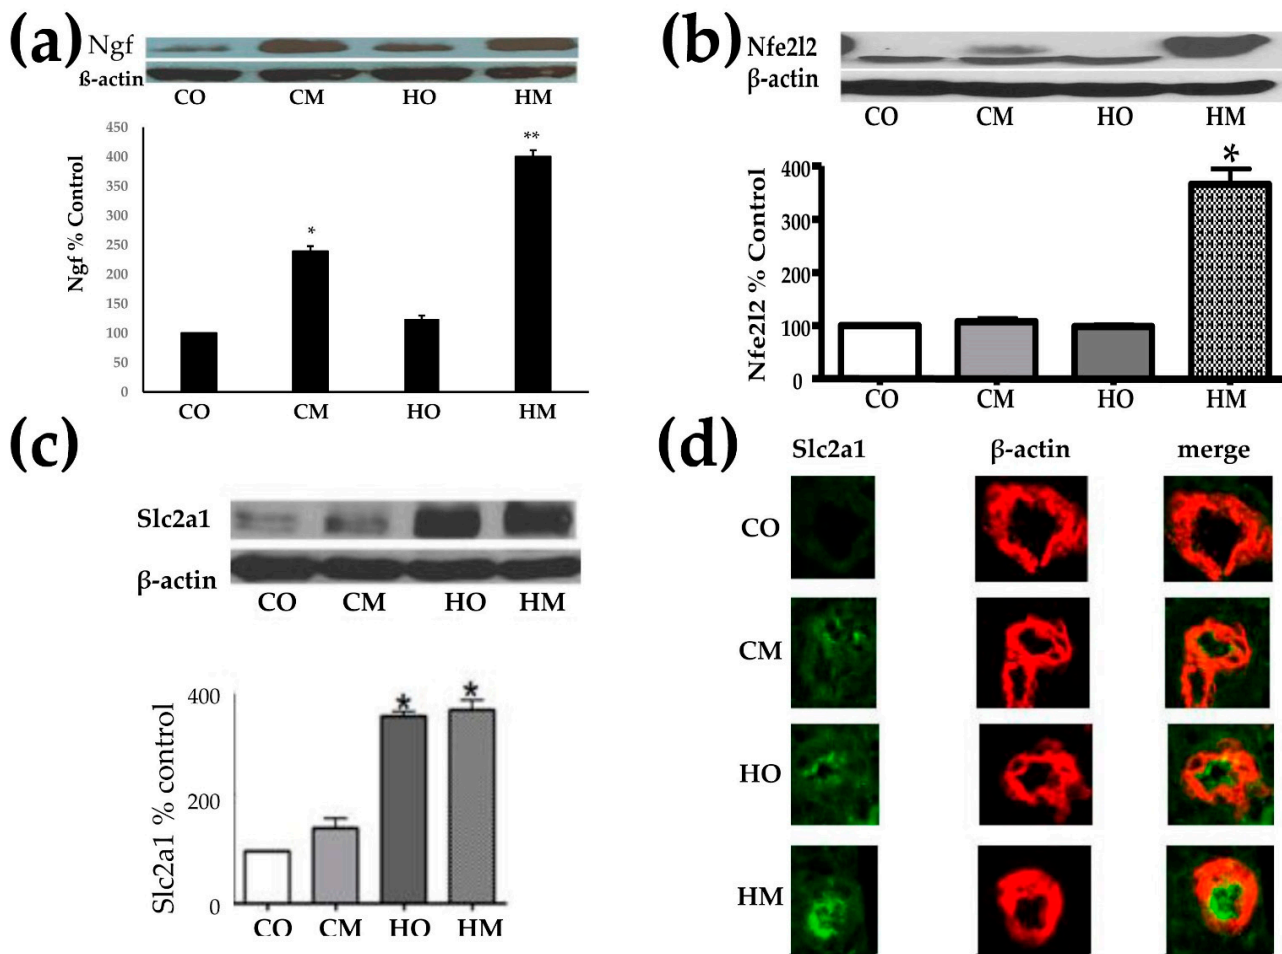 (a) Ngf
ß-actin
CO CM HO HM
450
400
350
300
250
200
150
100
50
0
Ngf % Control
*
**
CO CM HO HM
(b) Nfe2l2
β-actin
CO CM HO HM
400
300
200
100
0
Nfe2l2 % Control
*
CO CM HO HM
(c)
Slc2a1
β-actin
CO CM HO HM
400
200
0
Slc2a1 % control
* *
CO CM HO HM
(d)
Slc2a1 β-actin merge
CO
CM
HO
HM